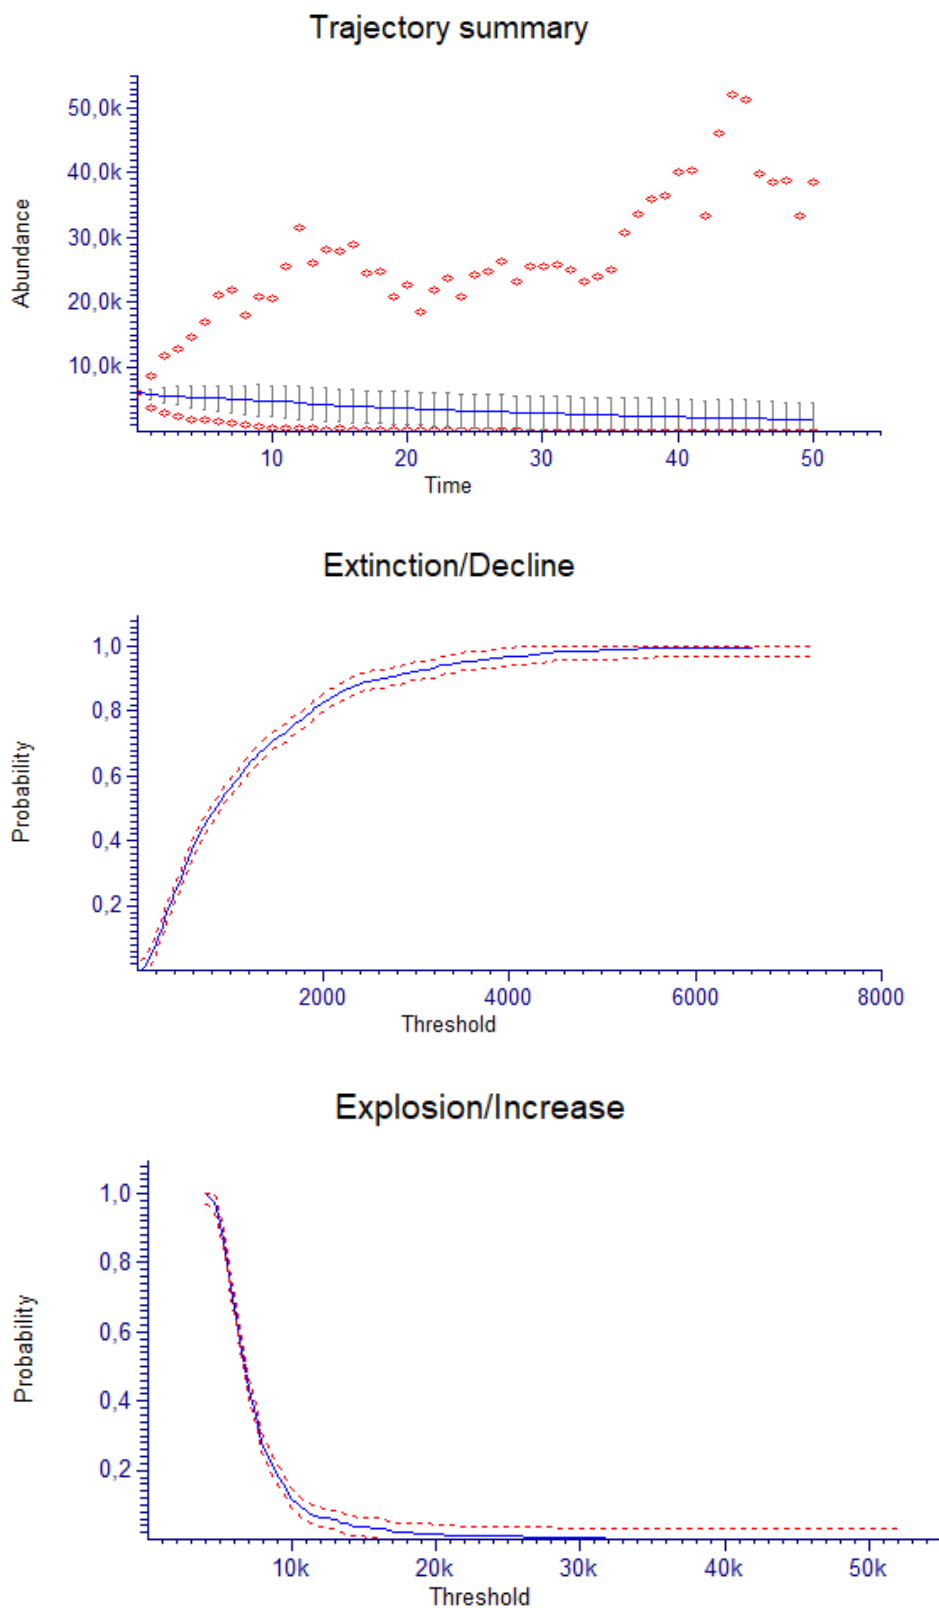 Trajectory summary
50,0k
40,0k
30,0k
20,0k
10,0k
Abundance
10 20 30 40 50
Time
Extinction/Decline
1,0
0,8
0,6
0,4
0,2
Probability
2000 4000 6000 8000
Threshold
Explosion/Increase
1,0
0,8
0,6
0,4
0,2
Probability
10k 20k 30k 40k 50k
Threshold